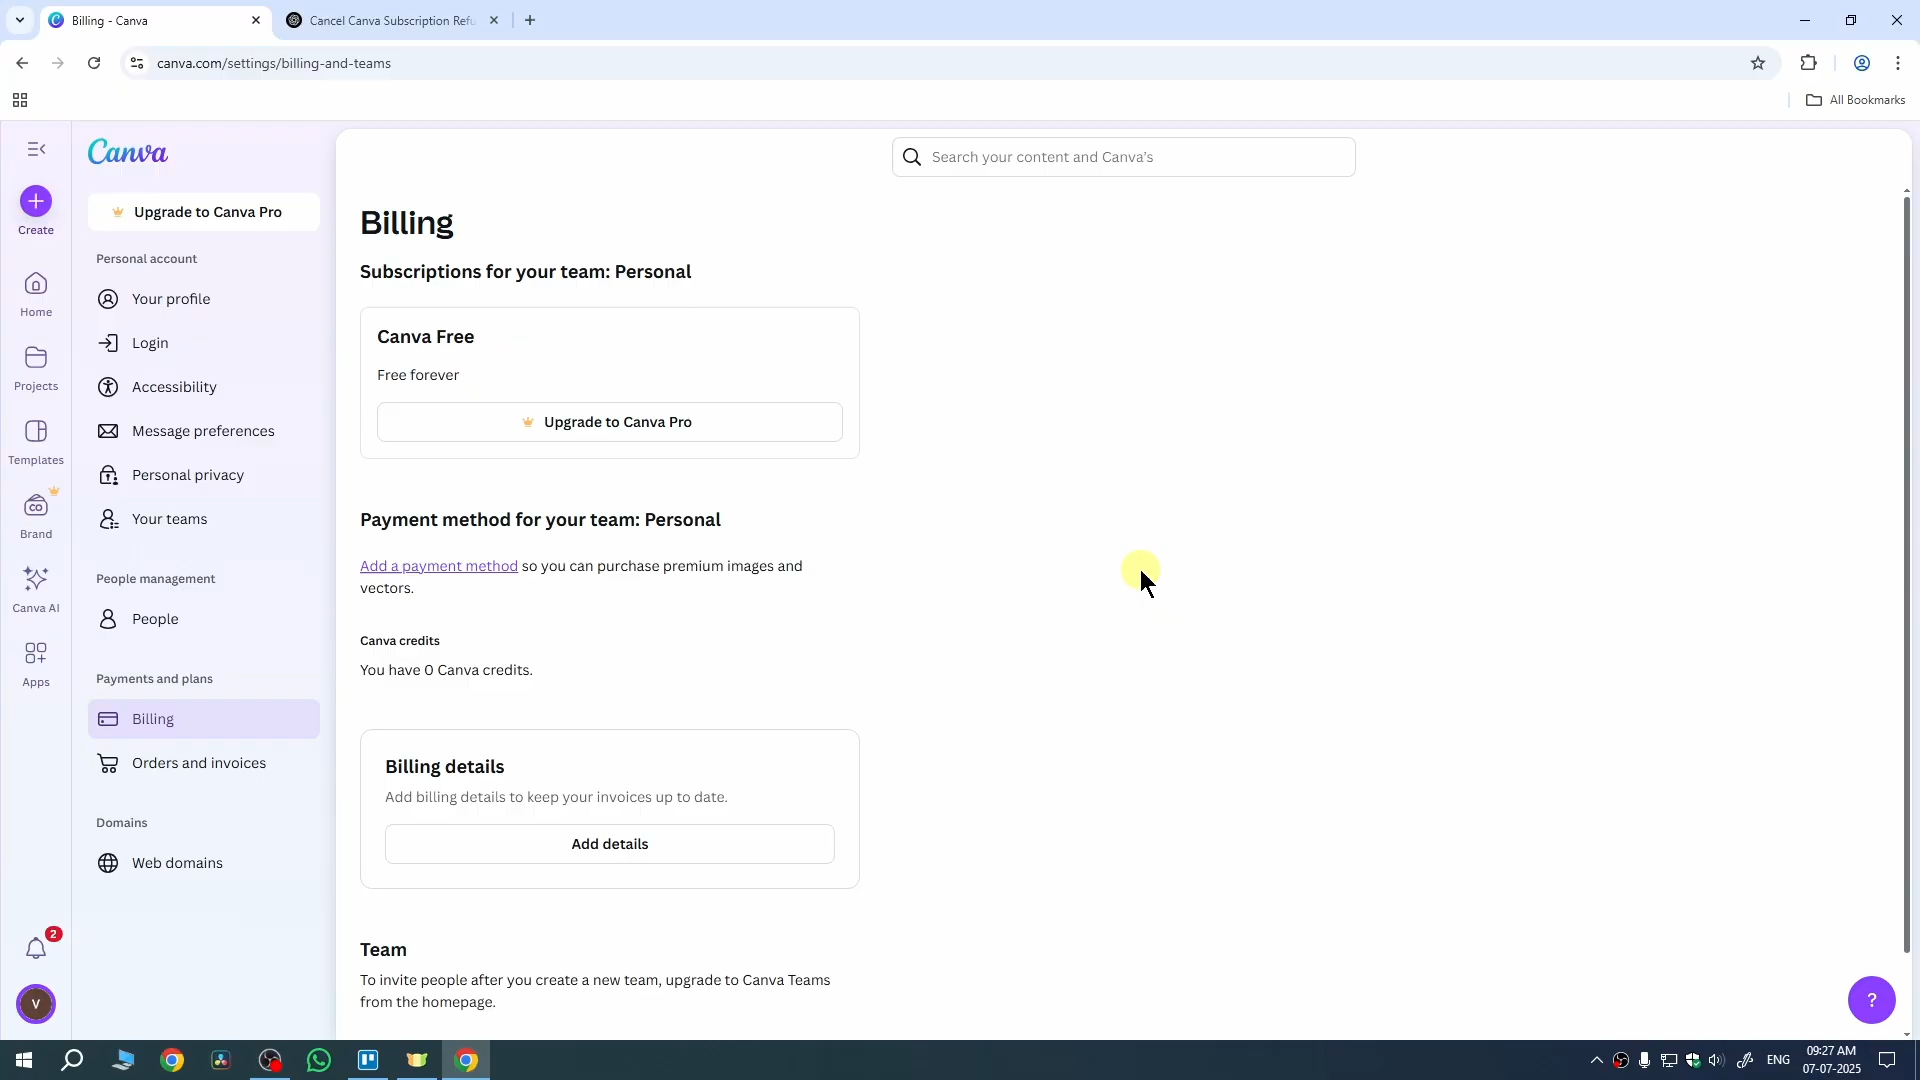 Billing - Canva
Cancel Canva Subscription Refu
canva.com/settings/billing-and-teams
All Bookmarks
Canva
Search your content and Canva's
Upgrade to Canva Pro
Create
Home
Projects
Templates
Brand
Canva AI
Apps
2
V
Personal account
Your profile
Login
Accessibility
Message preferences
Personal privacy
Your teams
People management
People
Payments and plans
Billing
Orders and invoices
Domains
Web domains
Billing
Subscriptions for your team: Personal
Canva Free
Free forever
Upgrade to Canva Pro
Payment method for your team: Personal
Add a payment method so you can purchase premium images and
vectors.
Canva credits
You have 0 Canva credits.
Billing details
Add billing details to keep your invoices up to date.
Add details
Team
To invite people after you create a new team, upgrade to Canva Teams
from the homepage.
?
ENG
09:27 AM
07-07-2025